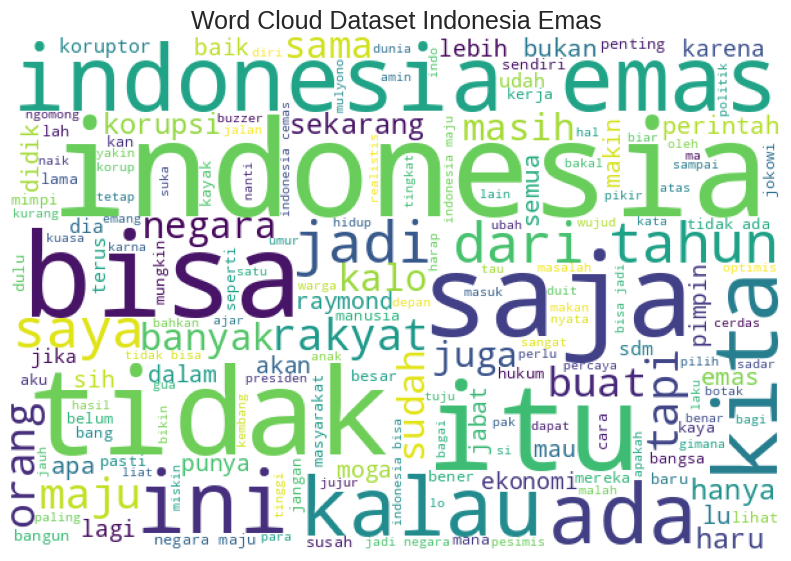 Word Cloud Dataset Indonesia Emas
koruptor baik diri sama dunia lebih bukan penting karena
indonesia emas
indo mulyono amin sendiri udah kerja politik
ngomong buzzer korupsi jalan sekarang masih hal biar perintah oleh
didik lah kan indonesia cemas realistis indonesia maju makin
indonesia
naik yakin korup suka kayak nanti tingkat bakal semua ma sampai jokowi
lama mimpi tetap lain pikir atas
kurang dia emang negara hidup jadi ubah dari wujud kata tidak ada tahun
dulu kuasa karna terus mungkin seperti umur harap tau masalah optimis
bisa satu warga kalo masuk duit bisa jadi pimpin
raymond depan saja makan nyata cerdas kita
saya bahkan ajar banyak manusia rakyat sangat
jika tidak bisa anak juga perlu percaya sdm pilih sadar
aku sih dalam akan presiden besar sudah tuju hukum buat tapi emas botak
tidak gua masyarakat jabat itu laku
orang hasil bikin kembang bagai dapat cara kaya benar bagi
belum bang pak si mau bangsa gimana
jauh apa pasti liat punya moga indonesia bisa bener ekonomi mereka apakah baru hanya
maju miskin tinggi jangan jujur kalau lo malah ada lu lihat
paling ini
bangun lagi negara maju para susah jadi negara pesimis mana haru